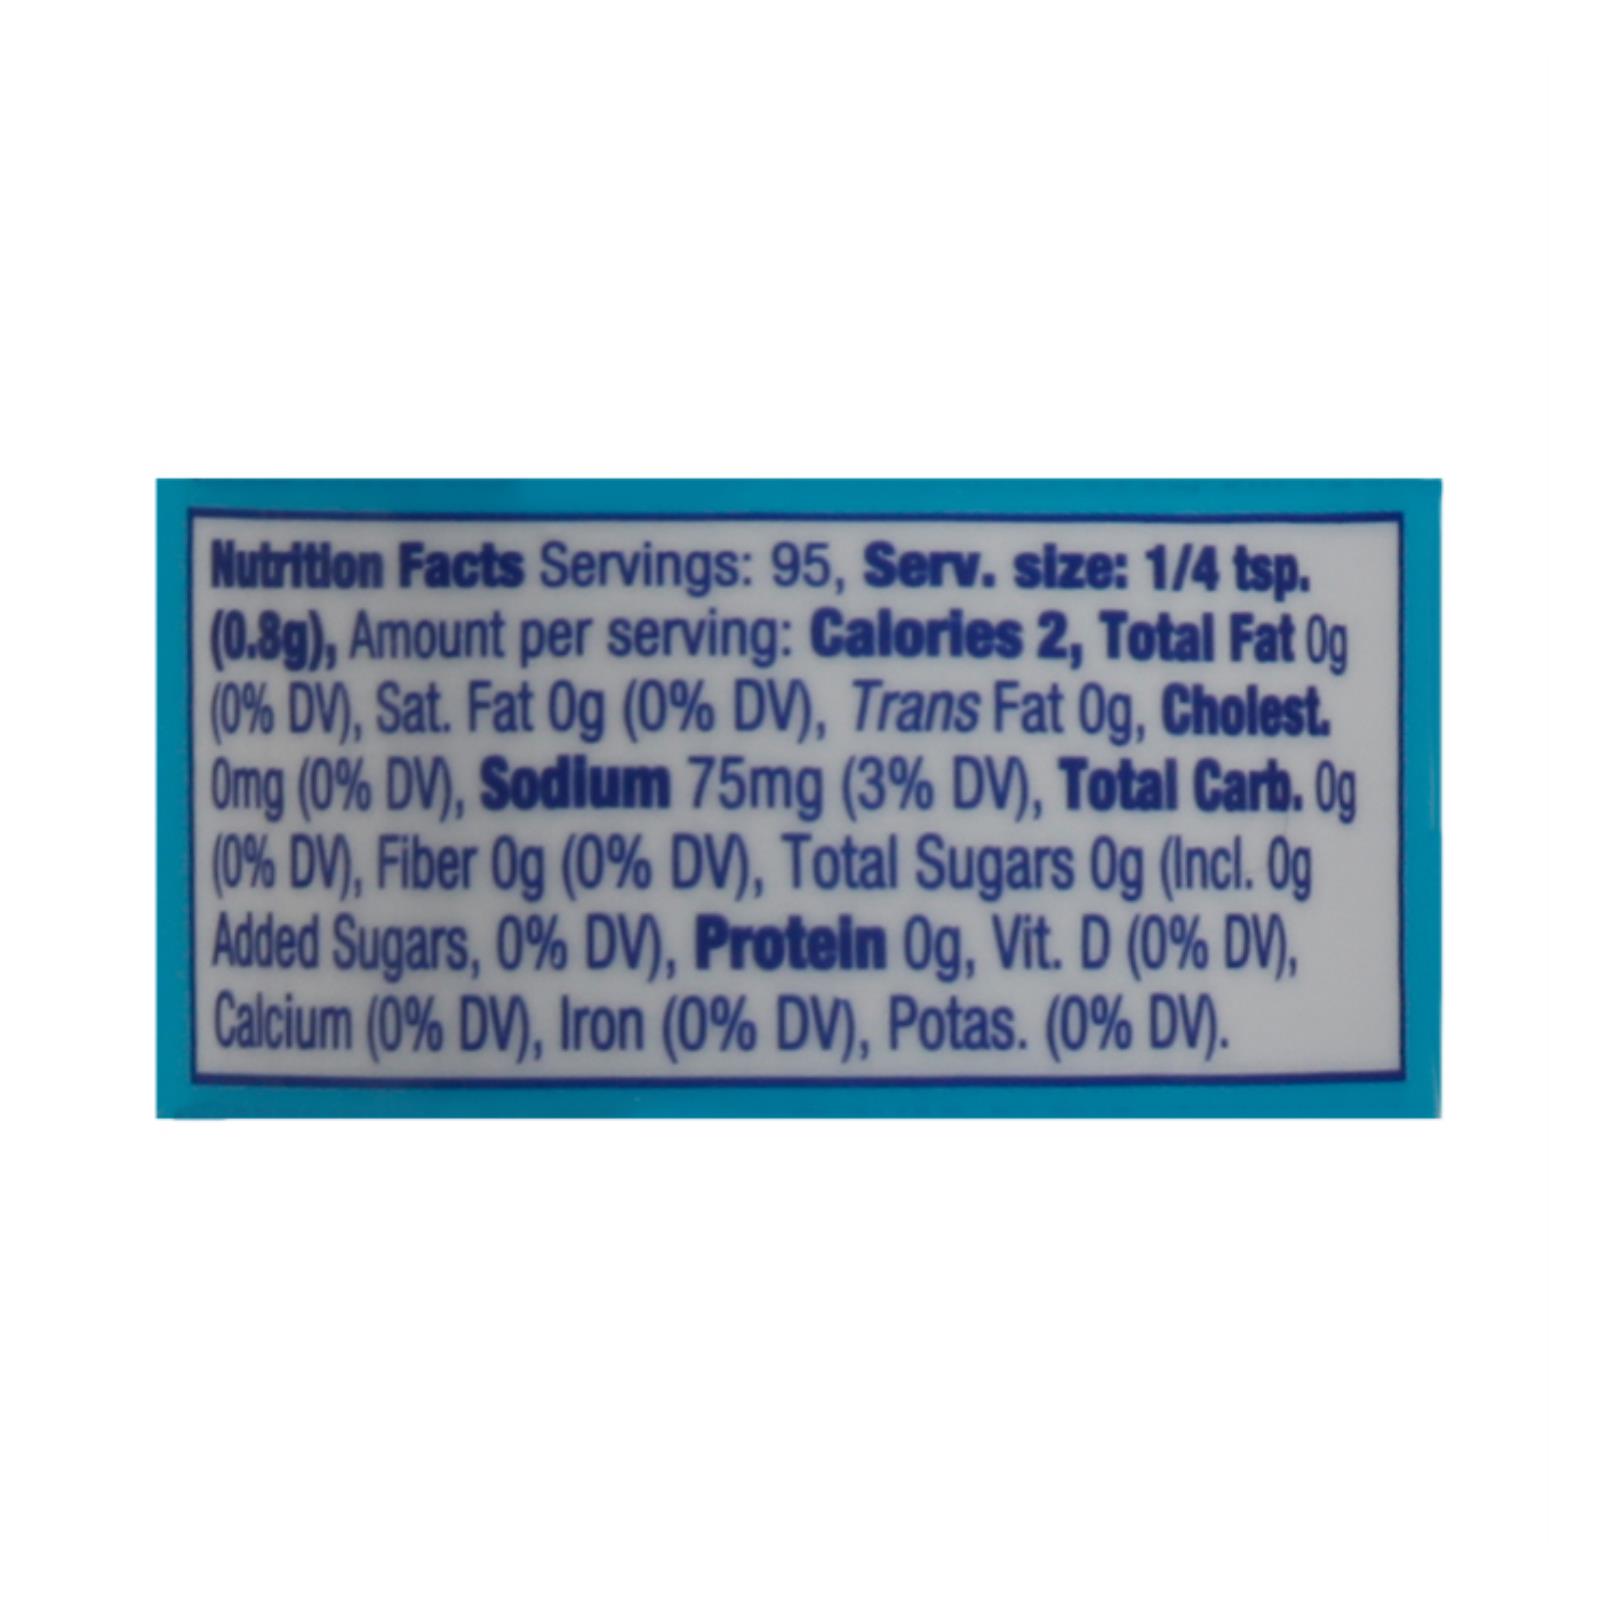 Nutrition Facts Servings: 95, Serv. size: 1/4 tsp.
(0.8g), Amount per serving: Calories 2, Total Fat 0g
(0% DV), Sat. Fat 0g (0% DV), Trans Fat 0g, Cholest.
0mg (0% DV), Sodium 75mg (3% DV), Total Carb. 0g
(0% DV), Fiber 0g (0% DV), Total Sugars 0g (Incl. 0g
Added Sugars, 0% DV), Protein 0g, Vit. D (0% DV),
Calcium (0% DV), Iron (0% DV), Potas. (0% DV).